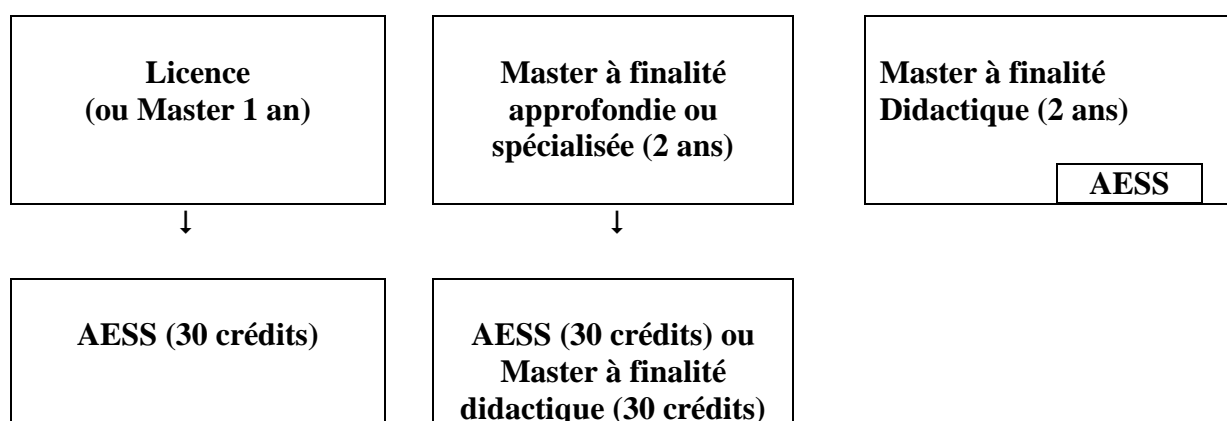 Licence
(ou Master 1 an)
Master à finalité
approfondie ou
spécialisée (2 ans)
Master à finalité
Didactique (2 ans)
AESS
AESS (30 crédits)
AESS (30 crédits) ou
Master à finalité
didactique (30 crédits)